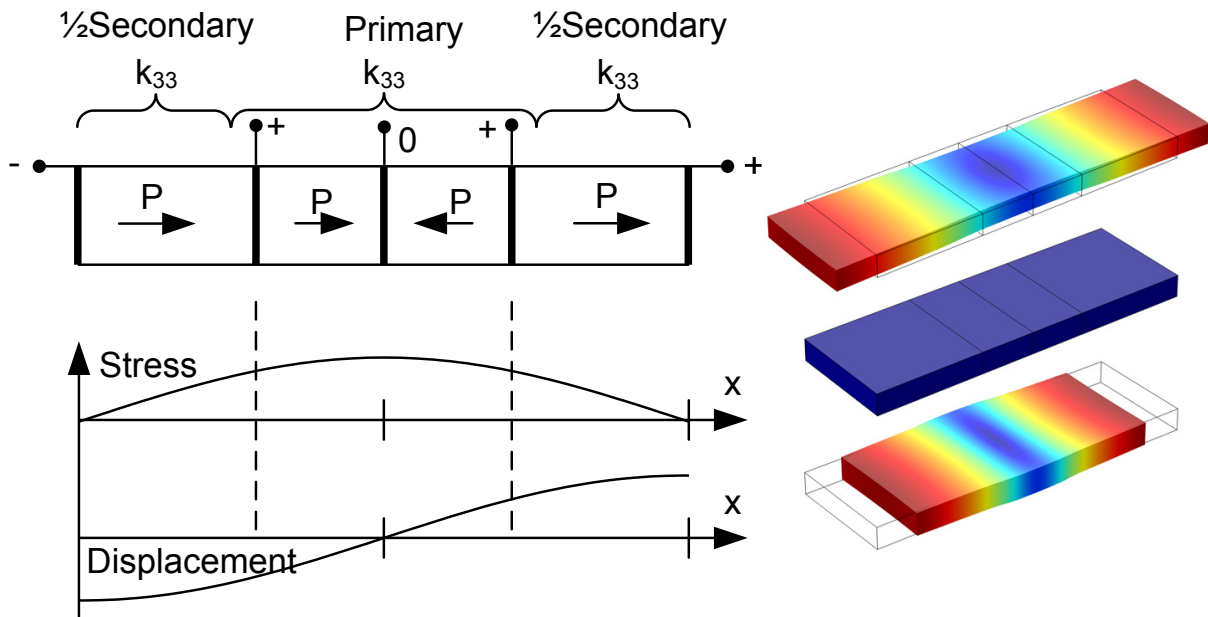 ½Secondary Primary ½Secondary
k₃₃ k₃₃ k₃₃
+ 0 +
- +
P P P P
Stress
x
x
Displacement